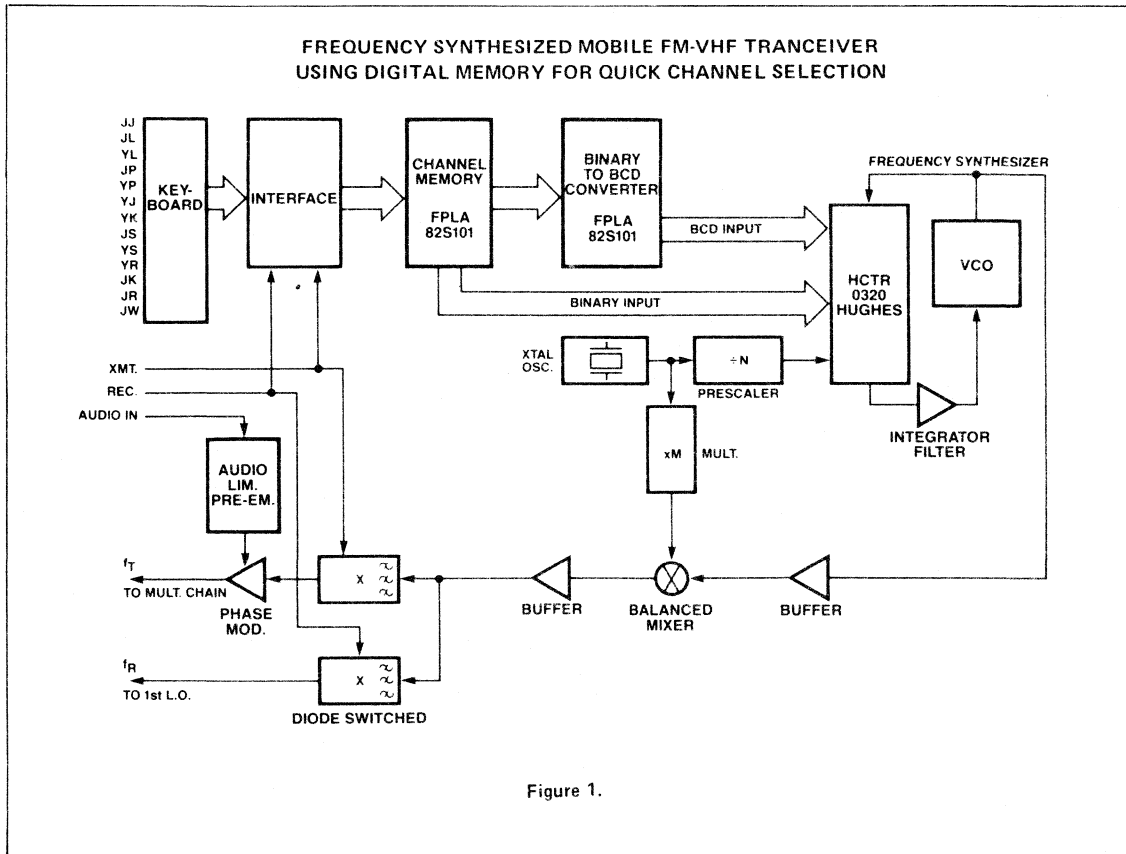 FREQUENCY SYNTHESIZED MOBILE FM-VHF TRANCEIVER
USING DIGITAL MEMORY FOR QUICK CHANNEL SELECTION
JJ
JL
YL
JP
YP
YJ
YK
JS
YS
YR
JK
JR
JW
KEY-
BOARD
INTERFACE
CHANNEL
MEMORY
FPLA
82S101
BINARY
TO BCD
CONVERTER
FPLA
82S101
BCD INPUT
BINARY INPUT
FREQUENCY SYNTHESIZER
HCTR
0320
HUGHES
VCO
XTAL
OSC.
÷N
PRESCALER
INTEGRATOR
FILTER
XMT.
REC.
AUDIO IN
AUDIO
LIM.
PRE-EM.
xM
MULT.
fT
TO MULT. CHAIN
PHASE
MOD.
X
BUFFER
BALANCED
MIXER
BUFFER
fR
TO 1st L.O.
X
DIODE SWITCHED
Figure 1.